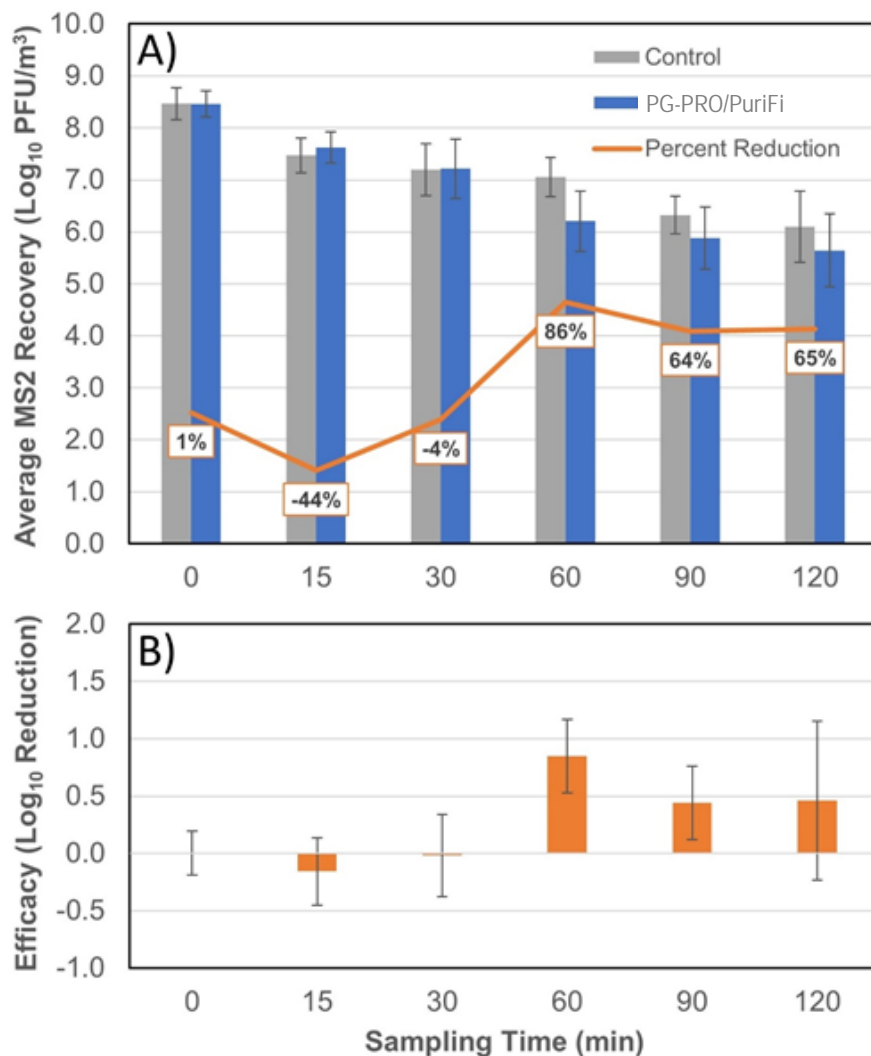 A)
Average MS2 Recovery (Log10 PFU/m³)
10.0
9.0
8.0
7.0
6.0
5.0
4.0
3.0
2.0
1.0
0.0
Control
PG-PRO/PuriFi
Percent Reduction
1%
-44%
-4%
86%
64%
65%
0 15 30 60 90 120
B)
Efficacy (Log10 Reduction)
2.0
1.5
1.0
0.5
0.0
-0.5
-1.0
0 15 30 60 90 120
Sampling Time (min)